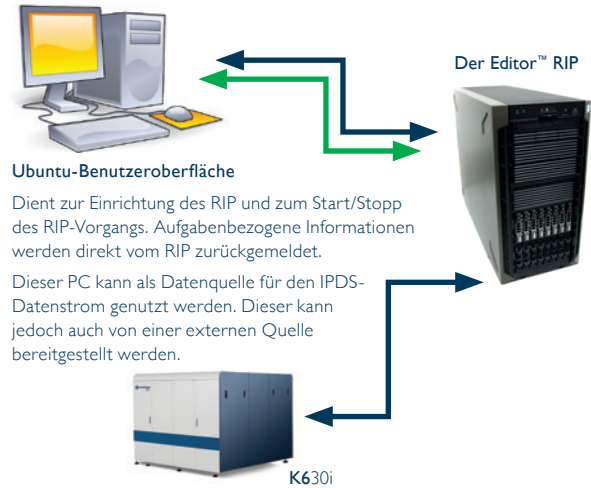 Der Editor™ RIP
Ubuntu-Benutzeroberfläche
Dient zur Einrichtung des RIP und zum Start/Stopp
des RIP-Vorgangs. Aufgabenbezogene Informationen
werden direkt vom RIP zurückgemeldet.
Dieser PC kann als Datenquelle für den IPDS-
Datenstrom genutzt werden. Dieser kann
jedoch auch von einer externen Quelle
bereitgestellt werden.
K630i